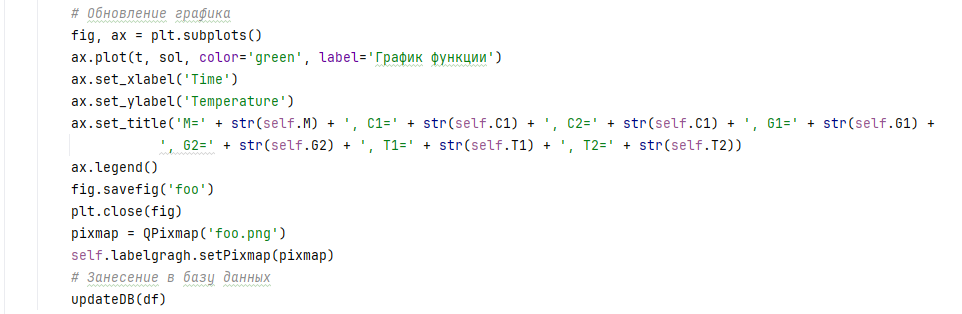 # Обновление графика
fig, ax = plt.subplots()
ax.plot(t, sol, color='green', label='График функции')
ax.set_xlabel('Time')
ax.set_ylabel('Temperature')
ax.set_title('M=' + str(self.M) + ', C1=' + str(self.C1) + ', C2=' + str(self.C1) + ', G1=' + str(self.G1) +
', G2=' + str(self.G2) + ', T1=' + str(self.T1) + ', T2=' + str(self.T2))
ax.legend()
fig.savefig('foo')
plt.close(fig)
pixmap = QPixmap('foo.png')
self.labelgragh.setPixmap(pixmap)
# Занесение в базу данных
updateDB(df)